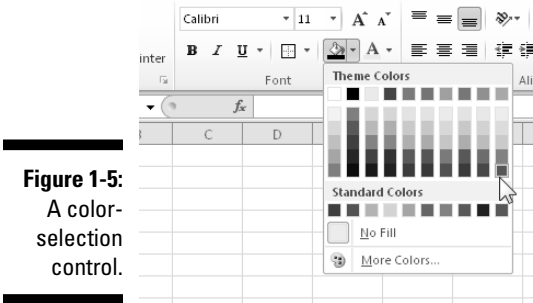 Calibri 11 A A
inter B I U A
Font Ali
Theme Colors
fx
C D
Standard Colors
No Fill
More Colors...
Figure 1-5:
A color-
selection
control.